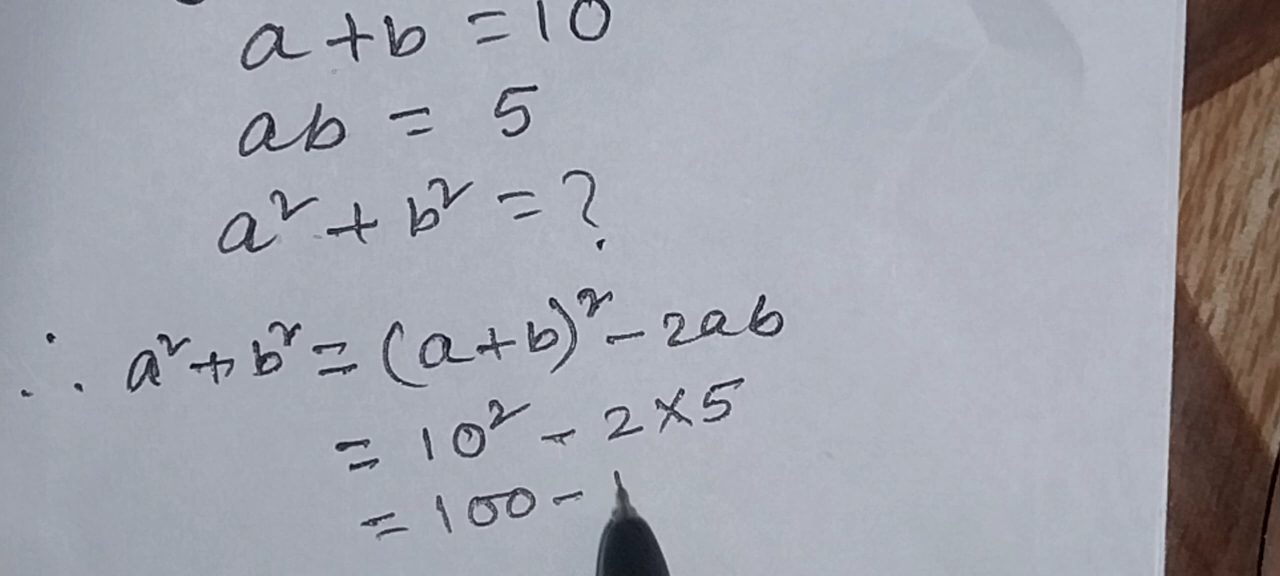 a + b = 10
ab = 5
a² + b² = ?
∴ a² + b² = (a+b)² - 2ab
= 10² - 2×5
= 100 -